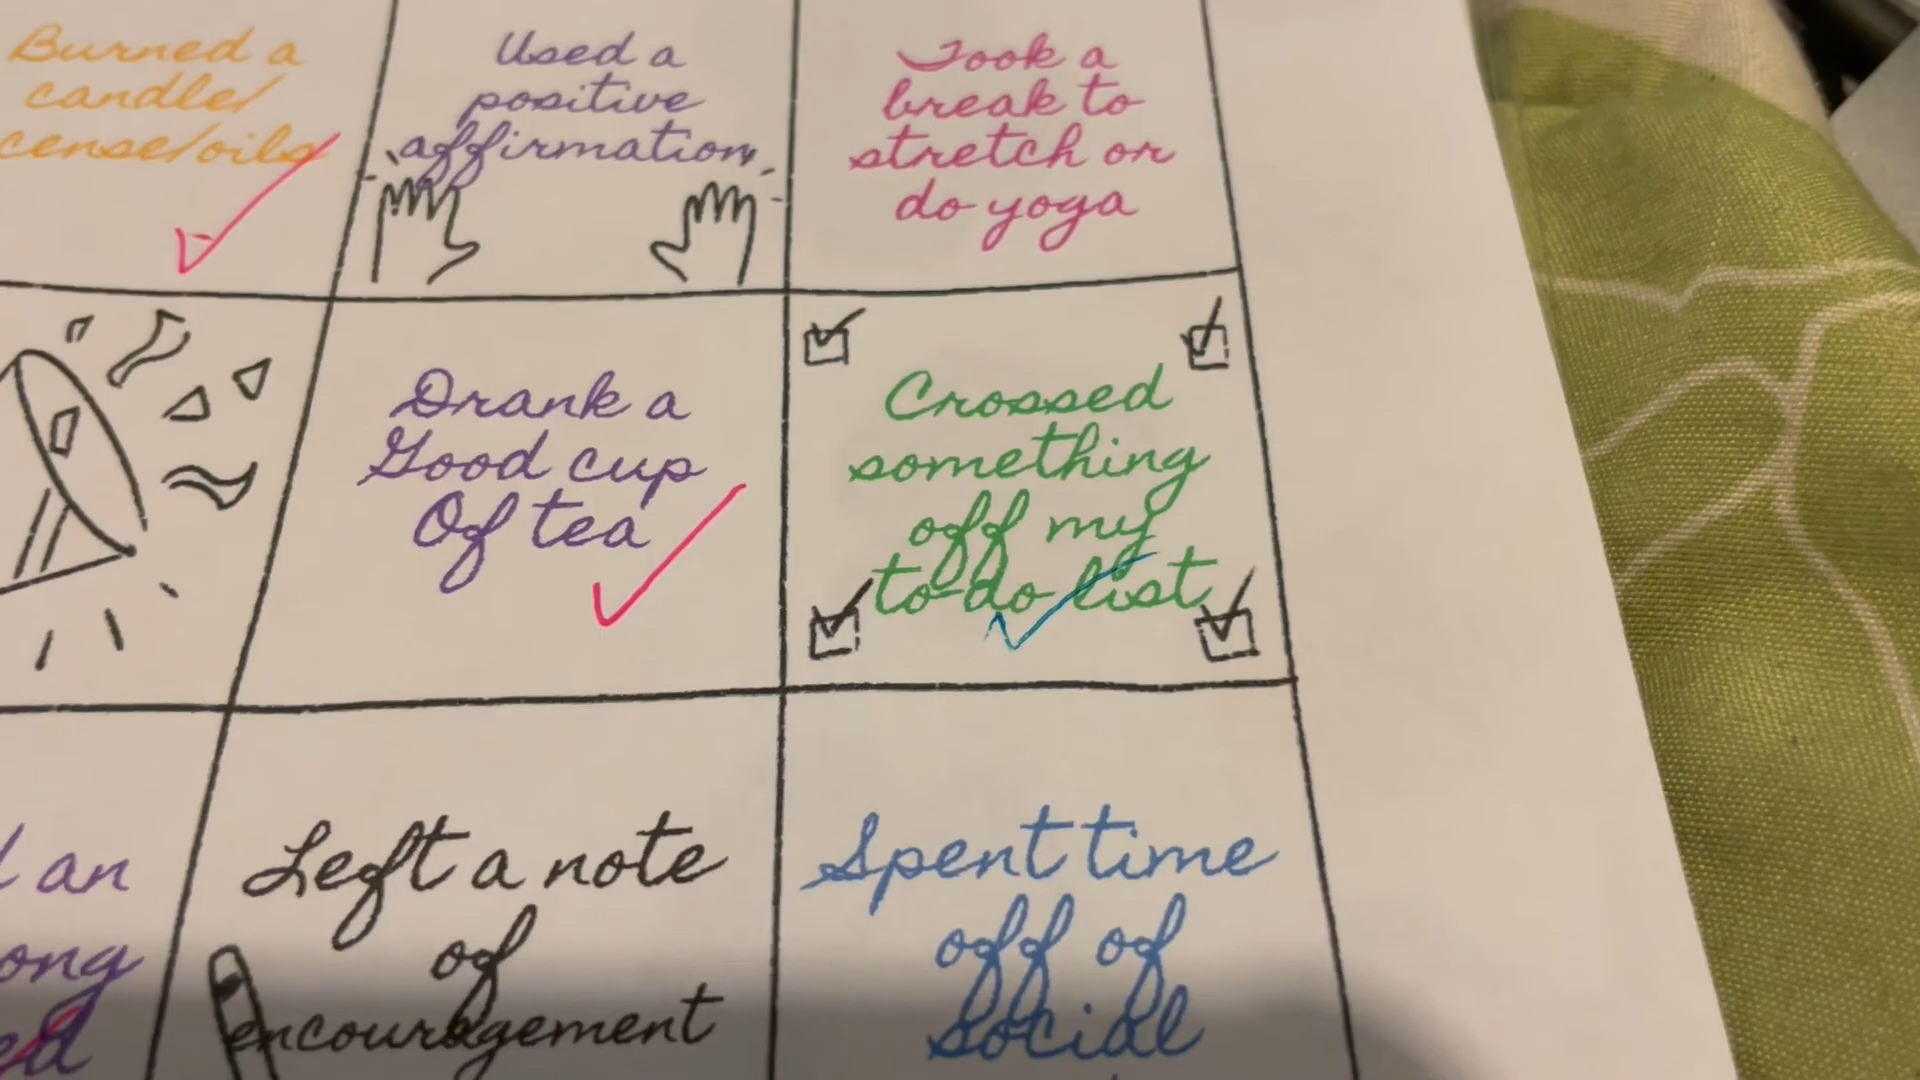 Burned a
candle/
cense/oils
Used a
positive
affirmation
Took a
break to
stretch or
do yoga
Drank a
Good cup
Of tea
Crossed
something
off my
to-do list
an
ong
ed
Left a note
of
encouragement
Spent time
off of
social